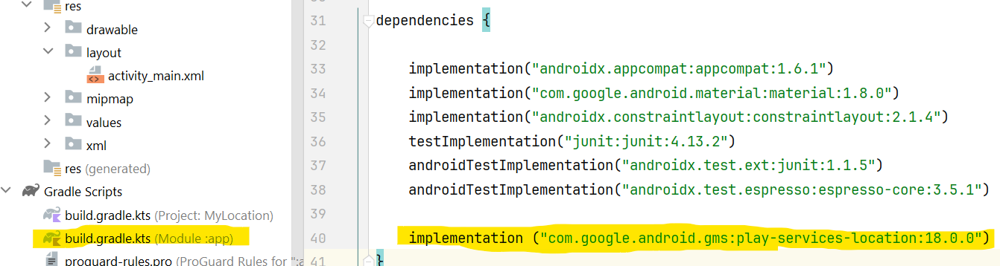 res
drawable
layout
activity_main.xml
mipmap
values
xml
res (generated)
Gradle Scripts
build.gradle.kts (Project: MyLocation)
build.gradle.kts (Module :app)
proguard-rules.pro (ProGuard Rules for ":a
31 dependencies {
32
33 implementation("androidx.appcompat:appcompat:1.6.1")
34 implementation("com.google.android.material:material:1.8.0")
35 implementation("androidx.constraintlayout:constraintlayout:2.1.4")
36 testImplementation("junit:junit:4.13.2")
37 androidTestImplementation("androidx.test.ext:junit:1.1.5")
38 androidTestImplementation("androidx.test.espresso:espresso-core:3.5.1")
39
40 implementation ("com.google.android.gms:play-services-location:18.0.0")
41 }